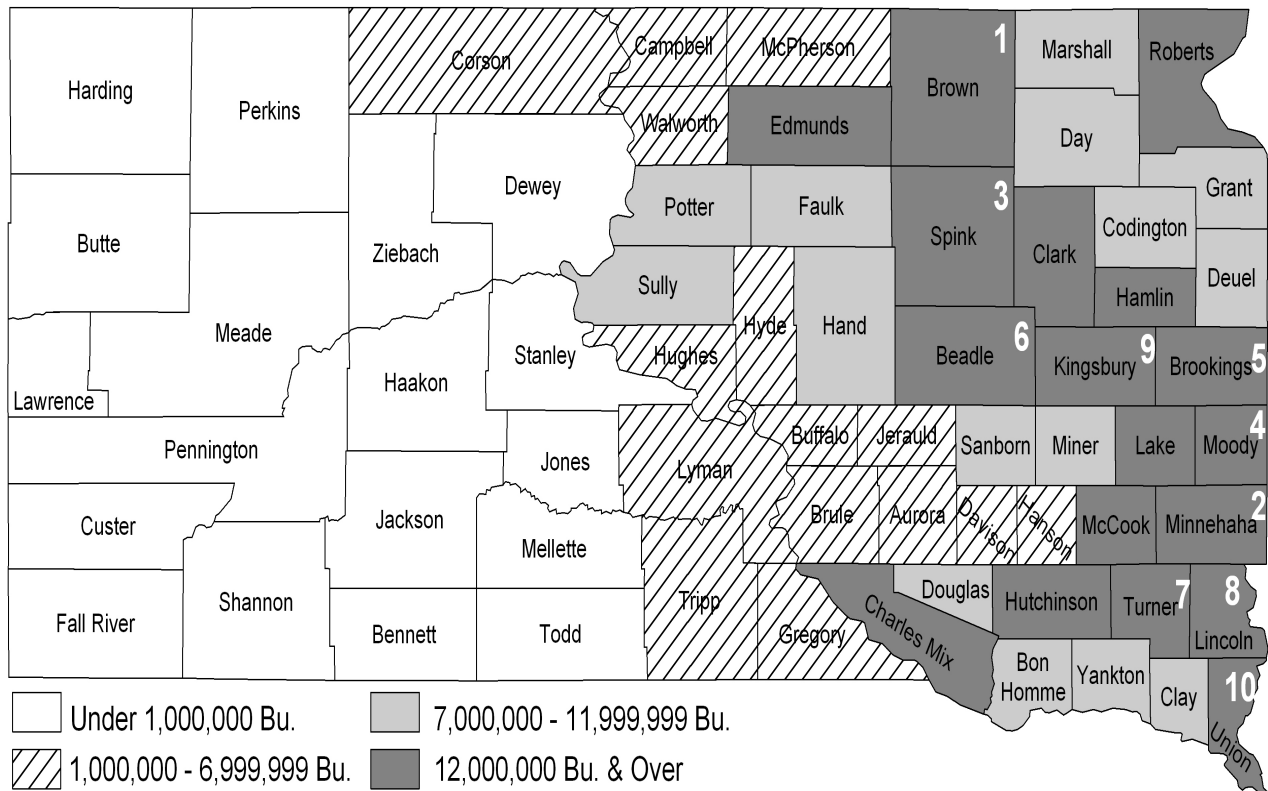 Harding
Perkins
Corson
Campbell
McPherson
1
Brown
Marshall
Roberts
Walworth
Edmunds
Day
Dewey
Potter
Faulk
3
Spink
Grant
Butte
Ziebach
Codington
Clark
Sully
Deuel
Hamlin
Meade
Hyde
Hand
Stanley
Hughes
6
Beadle
9
Kingsbury
5
Brookings
Haakon
Lawrence
Pennington
Jones
Lyman
Buffalo
Jerauld
Sanborn
Miner
Lake
4
Moody
Custer
Jackson
Mellette
Brule
Aurora
Davison
Hanson
McCook
2
Minnehaha
Fall River
Shannon
Bennett
Todd
Tripp
Gregory
Charles Mix
Douglas
Hutchinson
7
Turner
8
Lincoln
Bon
Homme
Yankton
Clay
10
Union
Under 1,000,000 Bu.
7,000,000 - 11,999,999 Bu.
1,000,000 - 6,999,999 Bu.
12,000,000 Bu. & Over